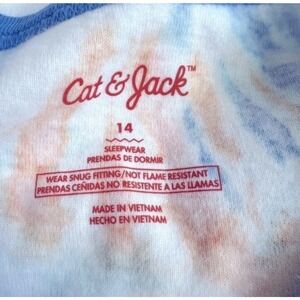 Cat & Jack™
14
SLEEPWEAR
PRENDAS DE DORMIR
WEAR SNUG FITTING/NOT FLAME RESISTANT
PRENDAS CEÑIDAS NO RESISTENTE A LAS LLAMAS
MADE IN VIETNAM
HECHO EN VIETNAM